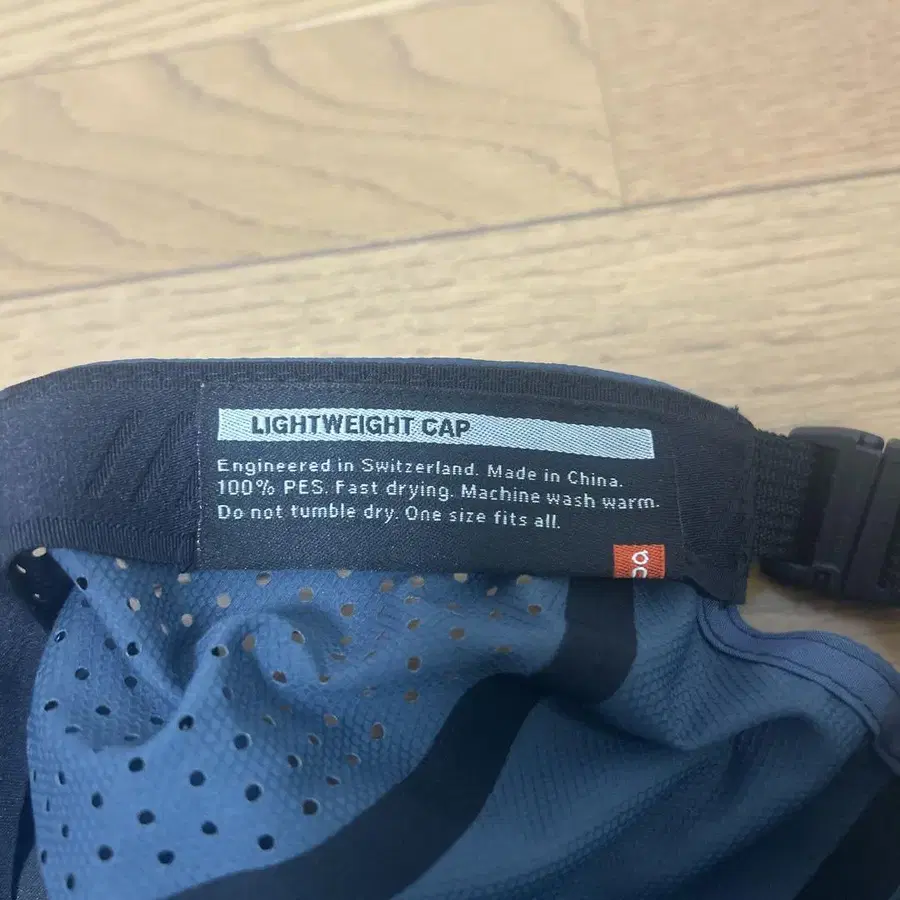 LIGHTWEIGHT CAP
Engineered in Switzerland. Made in China.
100% PES. Fast drying. Machine wash warm.
Do not tumble dry. One size fits all.